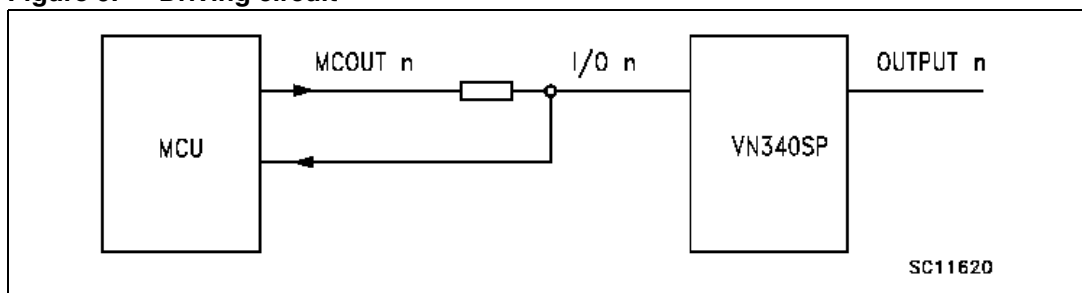 MCOUT n
I/O n
OUTPUT n
MCU
VN340SP
SC11620